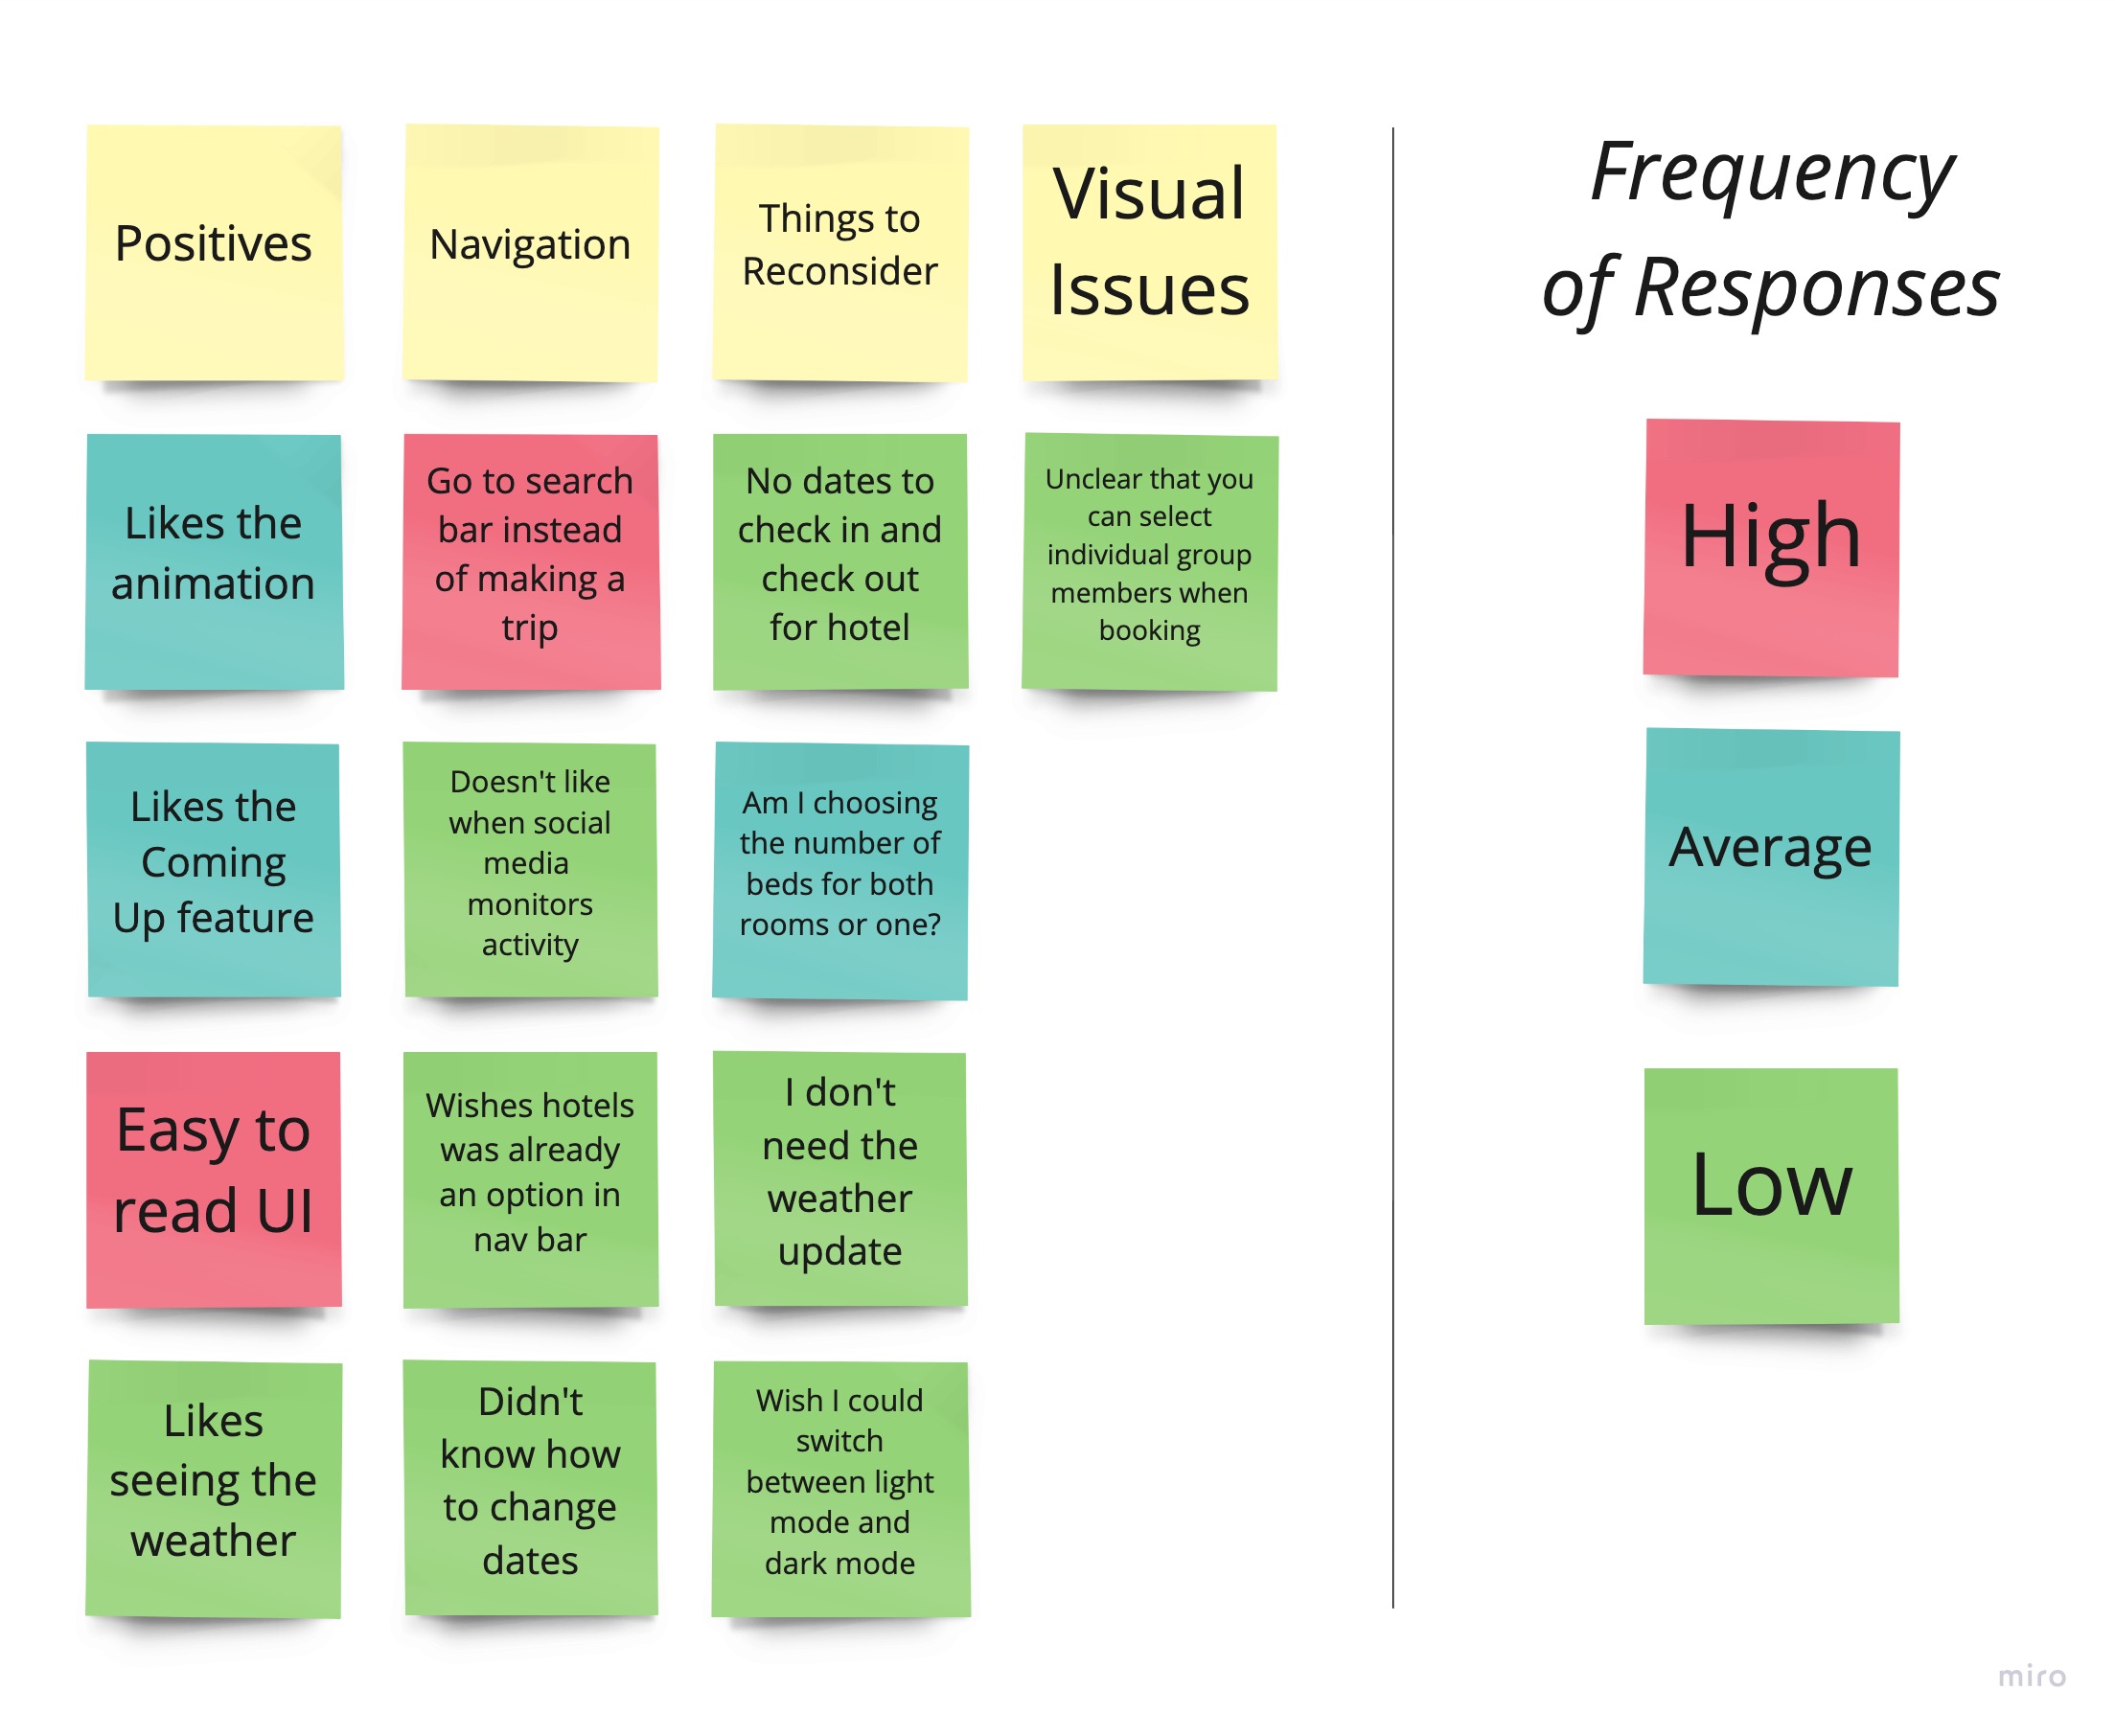 Positives
Navigation
Things to
Reconsider
Visual
Issues
Likes the
animation
Go to search
bar instead
of making a
trip
No dates to
check in and
check out
for hotel
Unclear that you
can select
individual group
members when
booking
Likes the
Coming
Up feature
Doesn't like
when social
media
monitors
activity
Am I choosing
the number of
beds for both
rooms or one?
Easy to
read UI
Wishes hotels
was already
an option in
nav bar
I don't
need the
weather
update
Likes
seeing the
weather
Didn't
know how
to change
dates
Wish I could
switch
between light
mode and
dark mode
Frequency
of Responses
High
Average
Low
miro